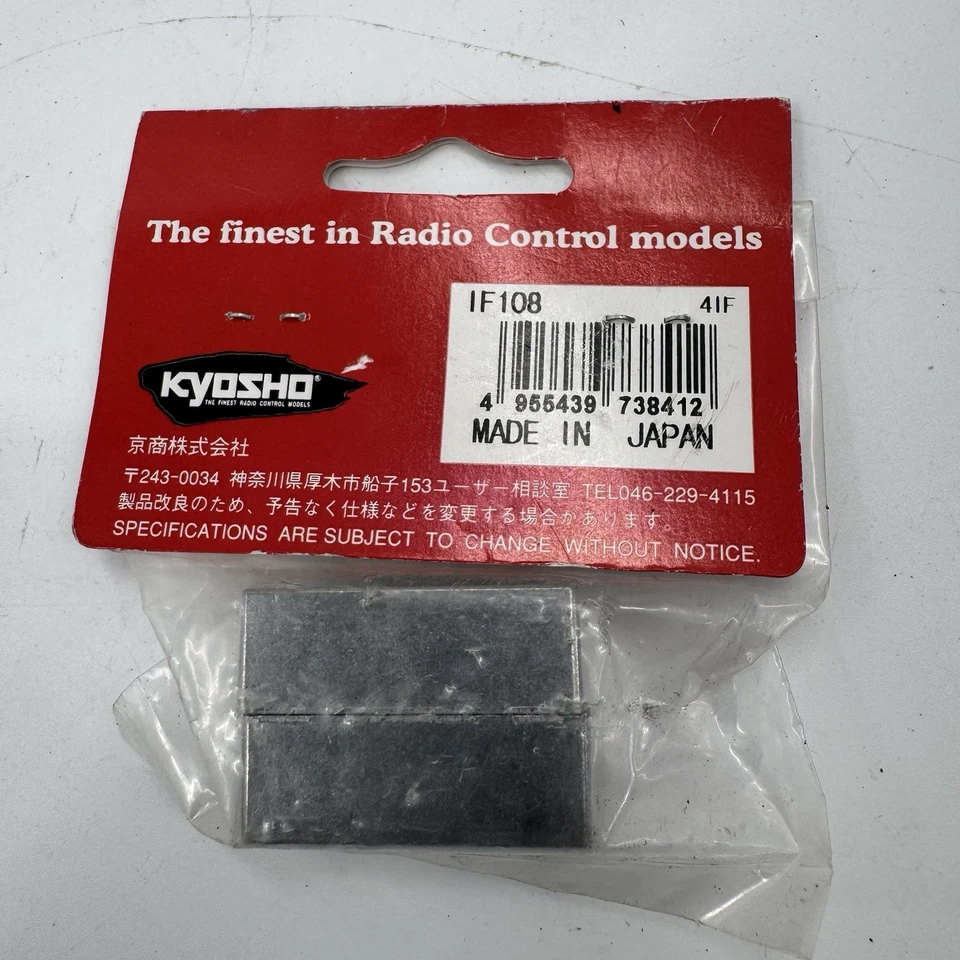 The finest in Radio Control models
IF108 4IF
4 955439 738412
MADE IN JAPAN
KYOSHO®
THE FINEST RADIO CONTROL MODELS
京商株式会社
〒243-0034 神奈川県厚木市船子153ユーザー相談室 TEL046-229-4115
製品改良のため、予告なく仕様などを変更する場合があります。
SPECIFICATIONS ARE SUBJECT TO CHANGE WITHOUT NOTICE.